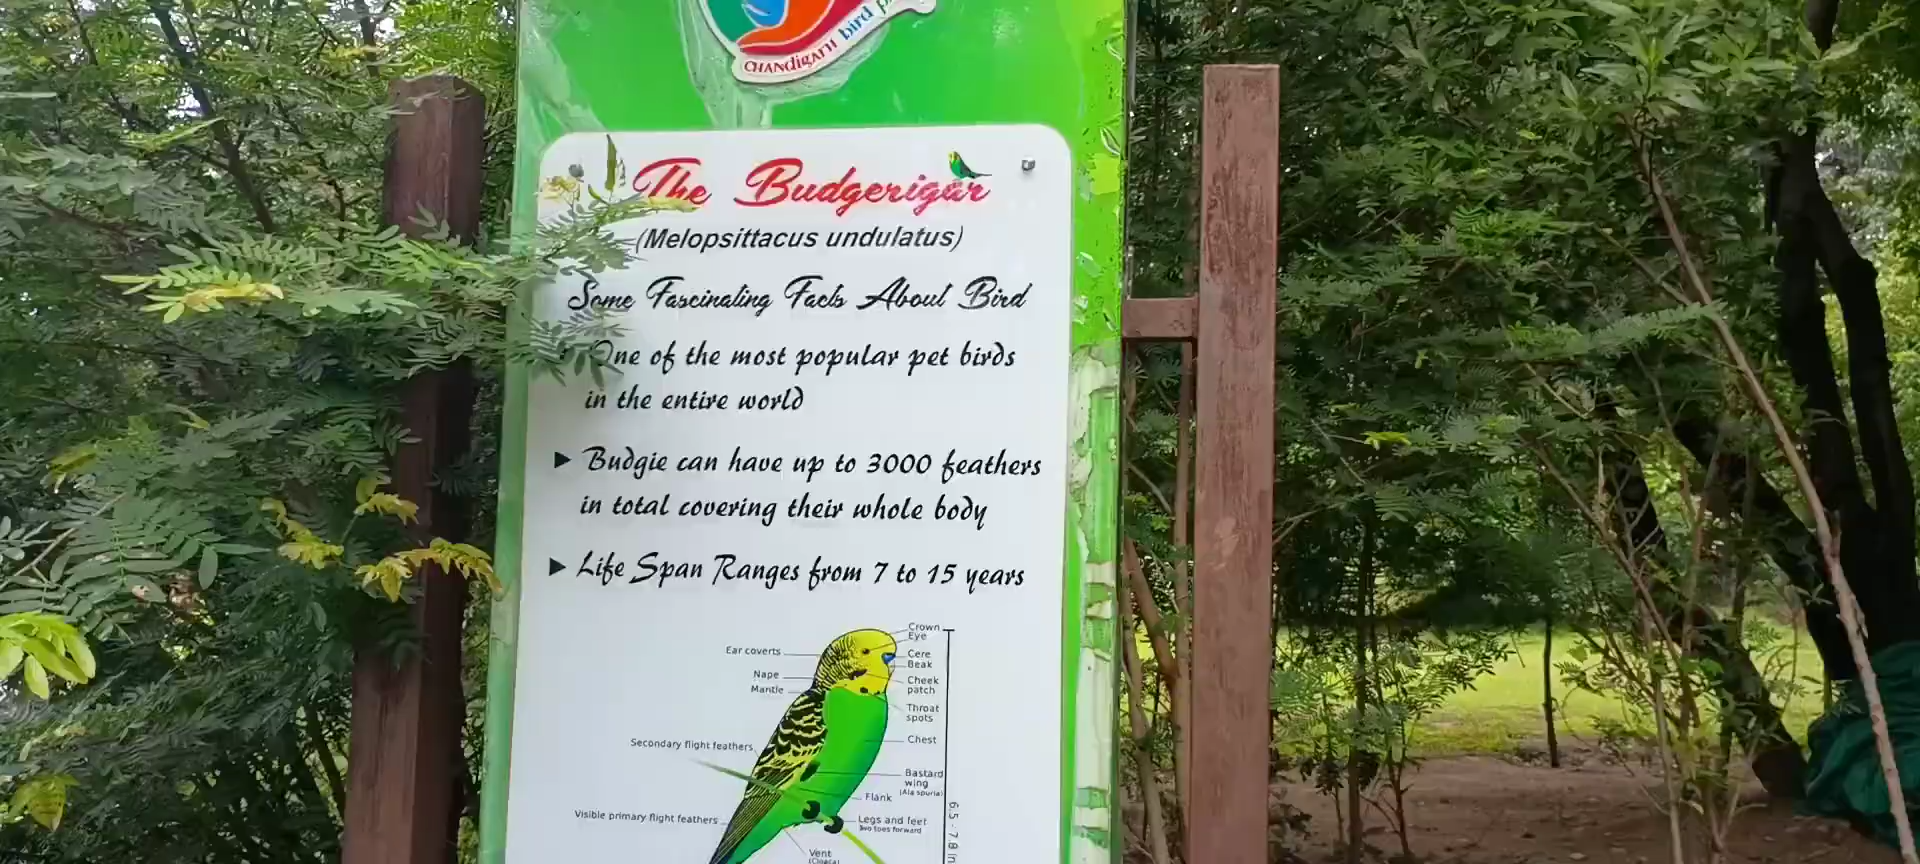 CHANDIGARH bird
The Budgerigar
(Melopsittacus undulatus)
Some Fascinating Facts About Bird
One of the most popular pet birds
in the entire world
► Budgie can have up to 3000 feathers
in total covering their whole body
► Life Span Ranges from 7 to 15 years
Crown
Eye
Ear coverts
Cere
Beak
Nape
Cheek
patch
Mantle
Throat
spots
Chest
Secondary flight feathers
Bastard
wing
(Ala spuria)
Flank
Visible primary flight feathers
Legs and feet
Two toes forward
6.5 - 7.8 in
Vent
(Cloaca)